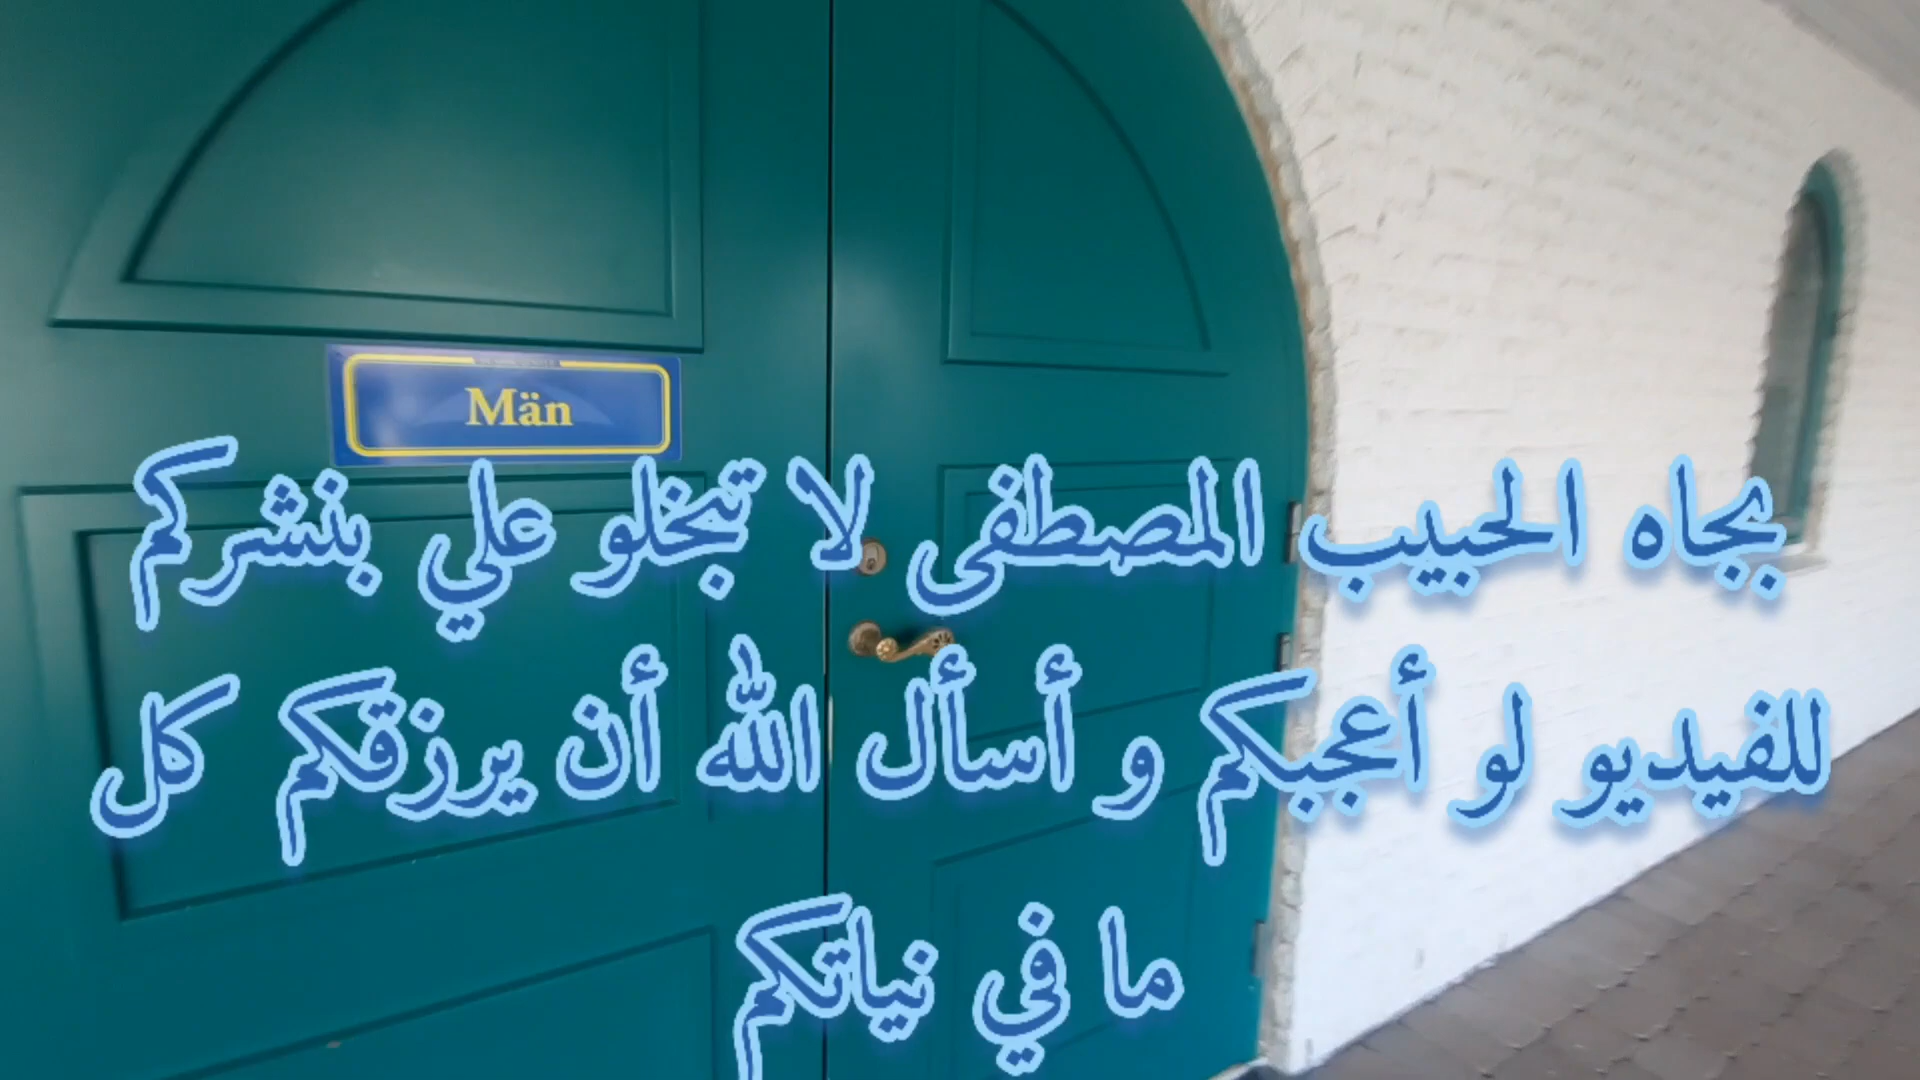 Män
بجاه الحبيب المصطفى لا تبخلو علي بنشركم
للفيديو لو أعجبكم و أسأل الله أن يرزقكم كل
ما في نياتكم